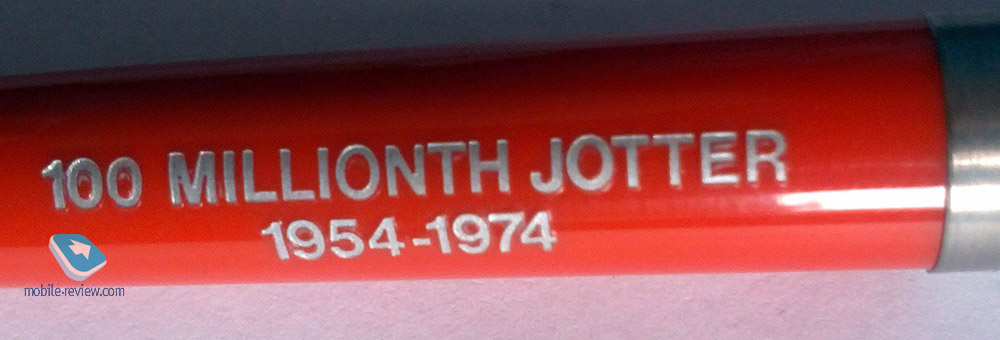 100 MILLIONTH JOTTER
1954-1974
mobile-review.com